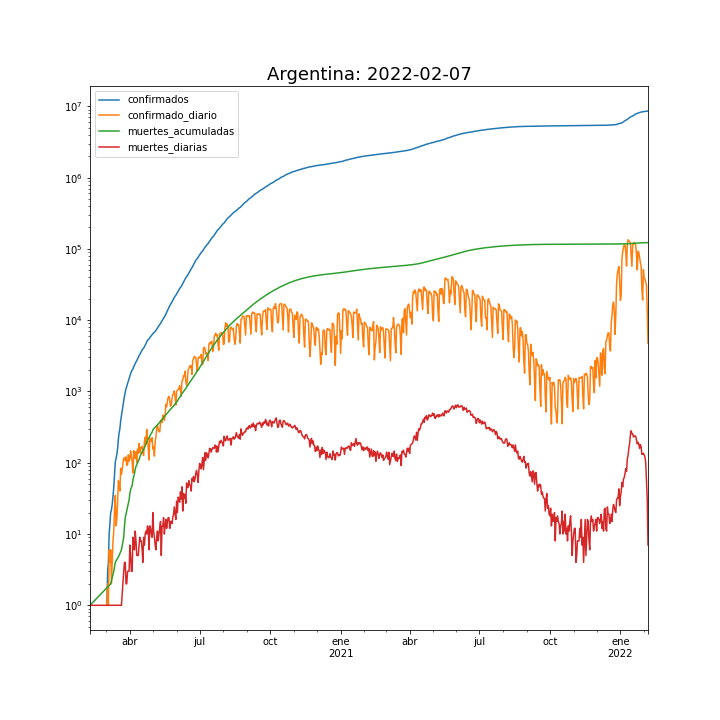 Argentina: 2022-02-07
confirmados
confirmado_diario
muertes_acumuladas
muertes_diarias
10^7
10^6
10^5
10^4
10^3
10^2
10^1
10^0
abr jul oct ene abr jul oct ene
2021 2022